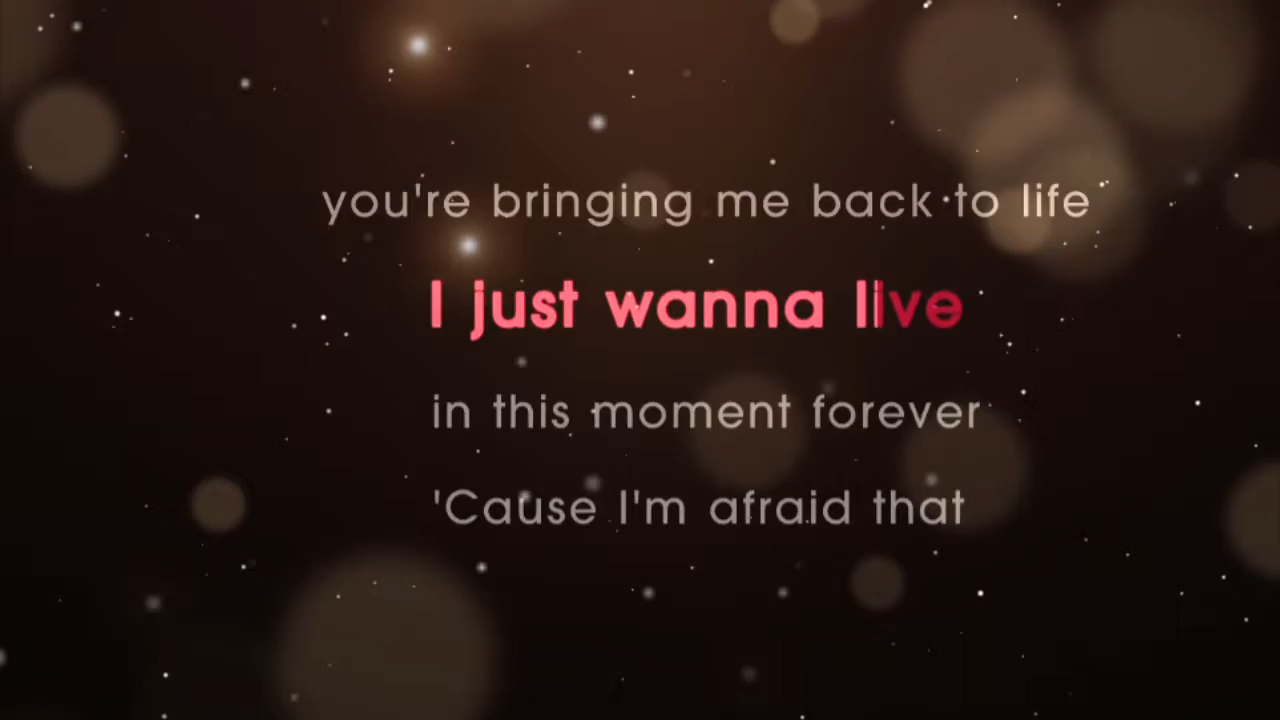 you're bringing me back to life
I just wanna live
in this moment forever
'Cause I'm afraid that